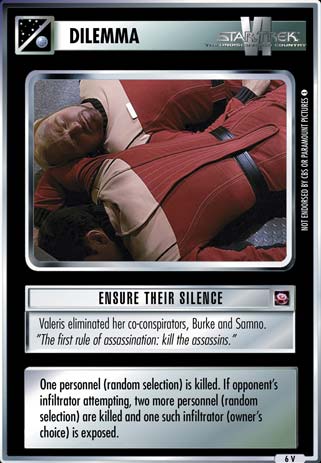 DILEMMA
STAR TREK
VI
THE UNDISCOVERED COUNTRY
NOT ENDORSED BY CBS OR PARAMOUNT PICTURES
ENSURE THEIR SILENCE
Valeris eliminated her co-conspirators, Burke and Samno.
"The first rule of assassination: kill the assassins."
One personnel (random selection) is killed. If opponent's
infiltrator attempting, two more personnel (random
selection) are killed and one such infiltrator (owner's
choice) is exposed.
6 V